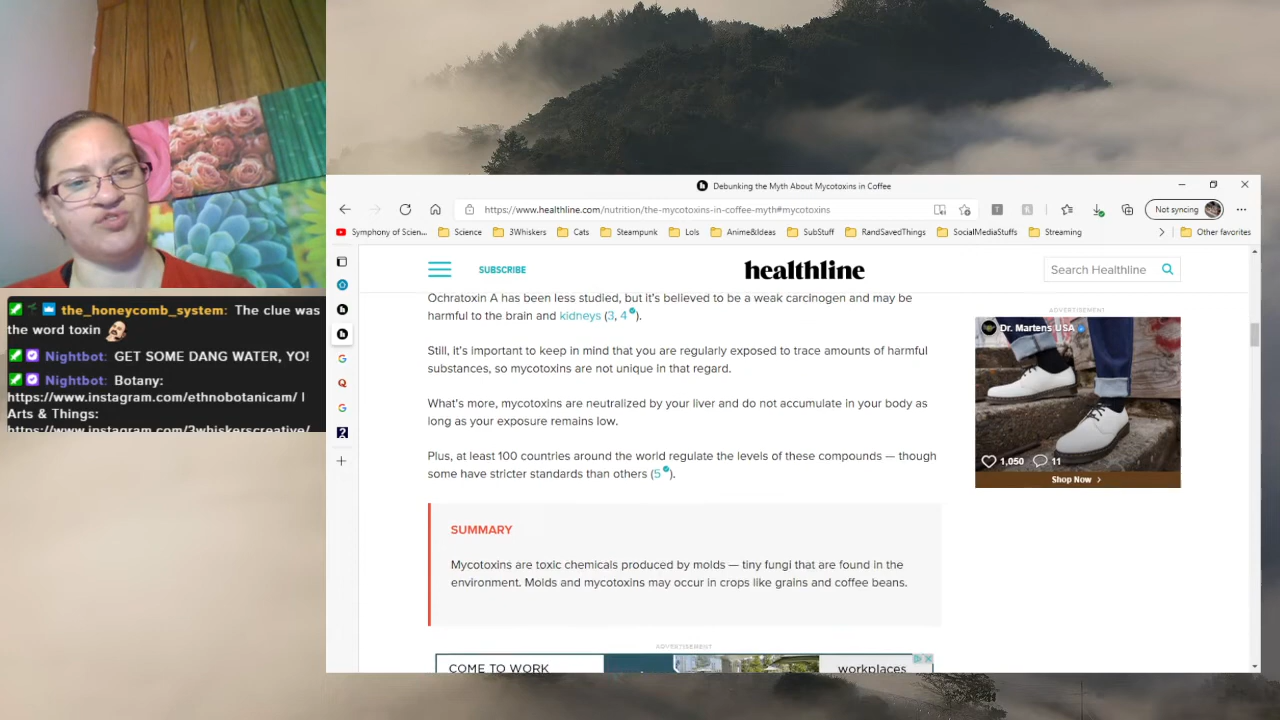 Debunking the Myth About Mycotoxins in Coffee
https://www.healthline.com/nutrition/the-mycotoxins-in-coffee-myth#mycotoxins
Not syncing
Symphony of Scien...
Science
3Whiskers
Cats
Steampunk
Lols
Anime&Ideas
SubStuff
RandSavedThings
SocialMediaStuffs
Streaming
Other favorites
SUBSCRIBE
healthline
Search Healthline
Ochratoxin A has been less studied, but it's believed to be a weak carcinogen and may be
harmful to the brain and kidneys (3, 4).
Still, it's important to keep in mind that you are regularly exposed to trace amounts of harmful
substances, so mycotoxins are not unique in that regard.
What's more, mycotoxins are neutralized by your liver and do not accumulate in your body as
long as your exposure remains low.
Plus, at least 100 countries around the world regulate the levels of these compounds — though
some have stricter standards than others (5).
SUMMARY
Mycotoxins are toxic chemicals produced by molds — tiny fungi that are found in the
environment. Molds and mycotoxins may occur in crops like grains and coffee beans.
ADVERTISEMENT
COME TO WORK
workplaces
ADVERTISEMENT
Dr. Martens USA
1,050
11
Shop Now
the_honeycomb_system: The clue was
the word toxin
Nightbot: GET SOME DANG WATER, YO!
Nightbot: Botany:
https://www.instagram.com/ethnobotanicam/ |
Arts & Things:
https://www.instagram.com/3whiskerscreative/